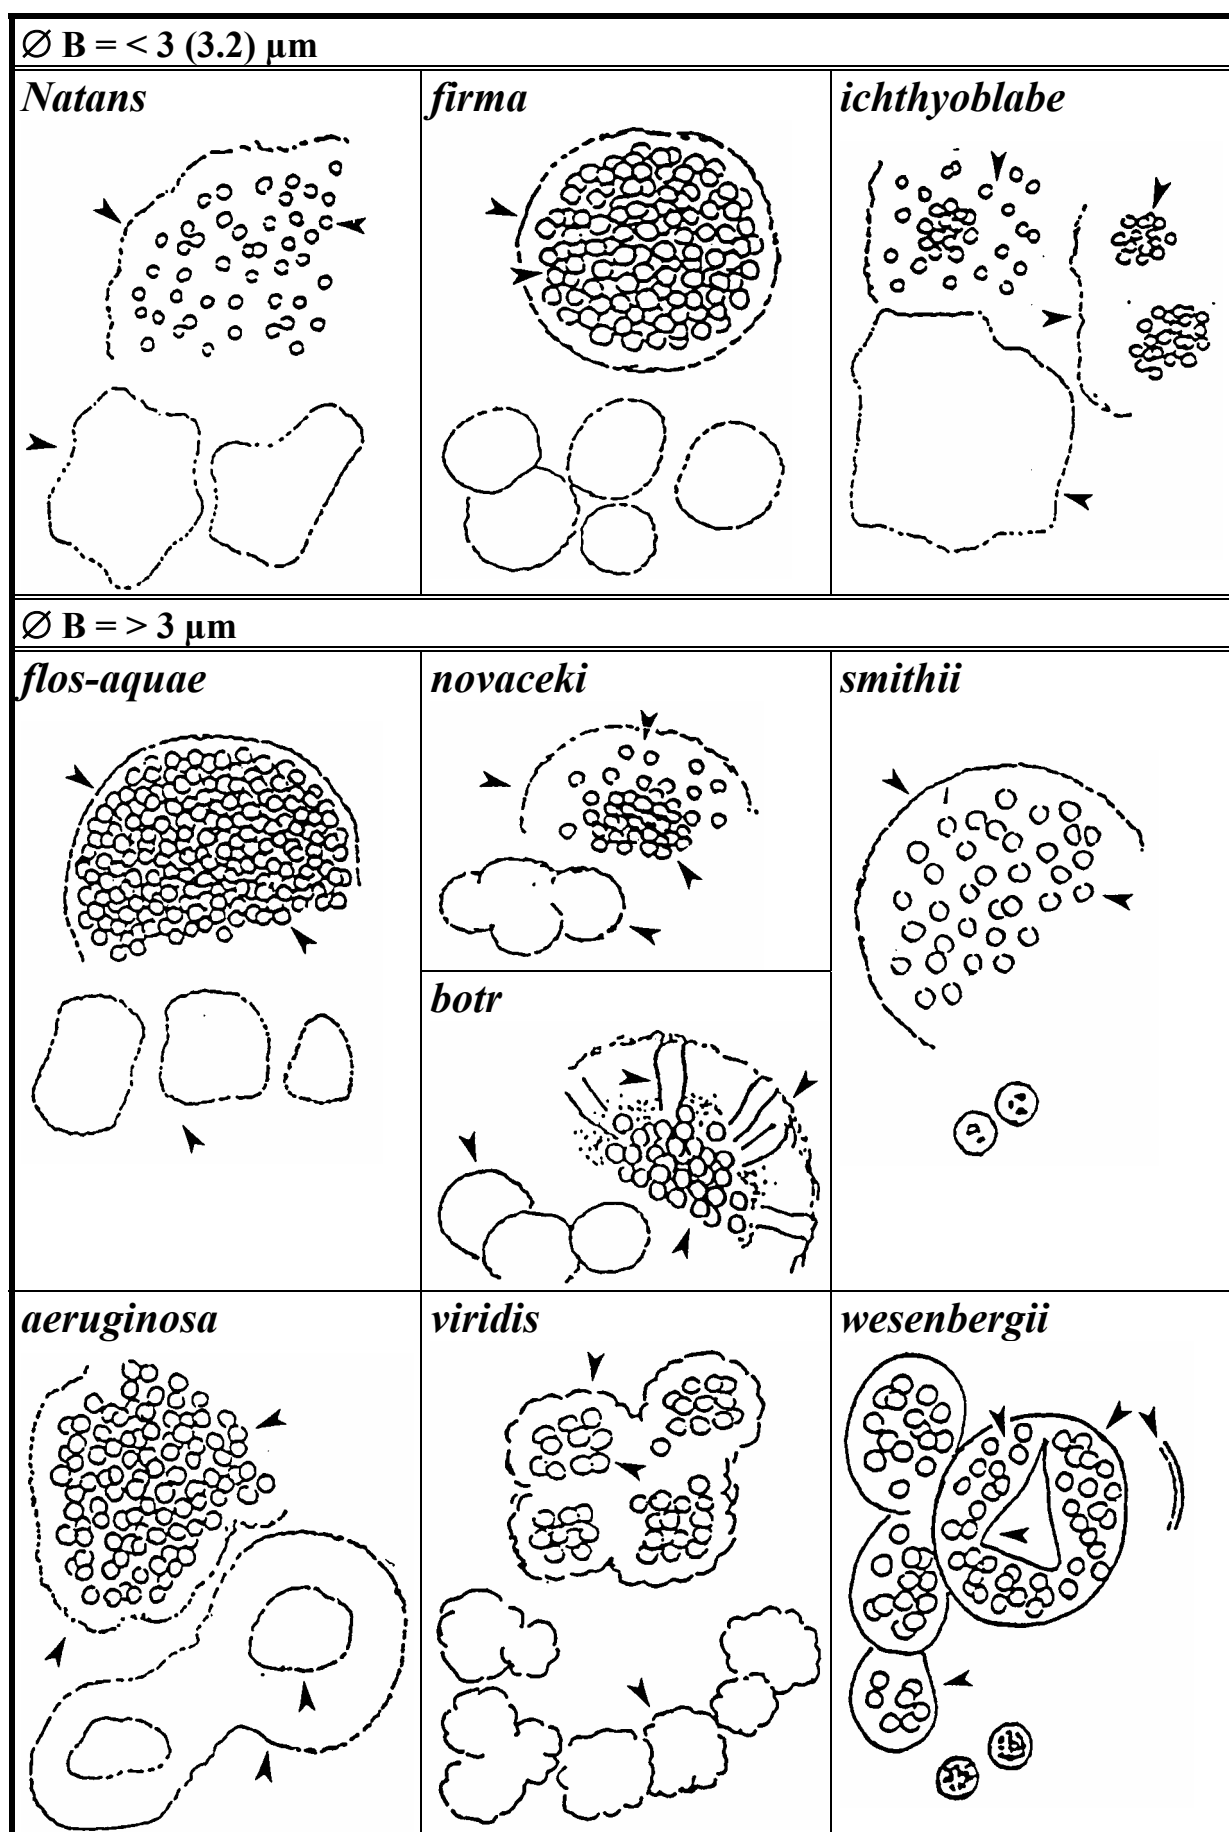 ∅ B = < 3 (3.2) µm
Natans
firma
ichthyoblabe
∅ B = > 3 µm
flos-aquae
novaceki
smithii
botr
aeruginosa
viridis
wesenbergii